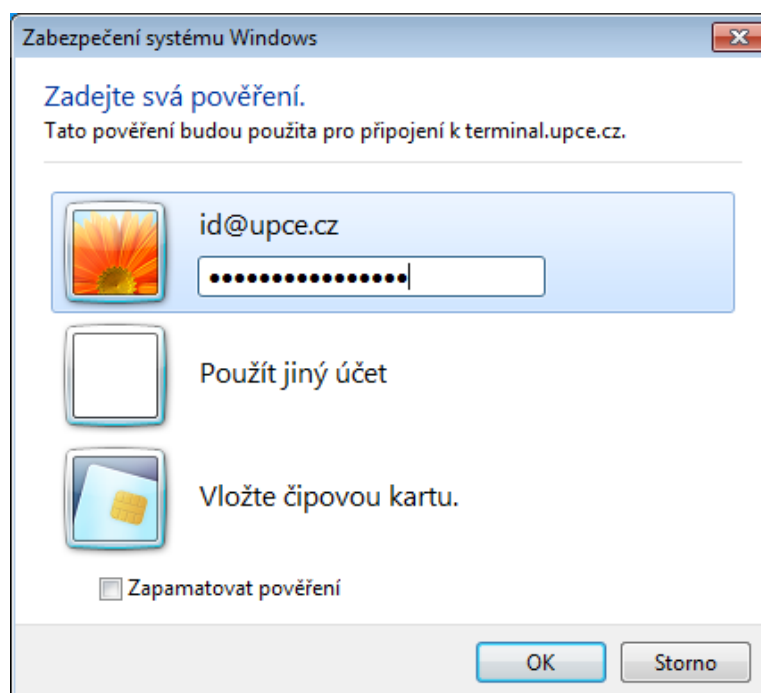 Zabezpečení systému Windows
Zadejte svá pověření.
Tato pověření budou použita pro připojení k terminal.upce.cz.
id@upce.cz
••••••••••••••••
Použít jiný účet
Vložte čipovou kartu.
Zapamatovat pověření
OK Storno